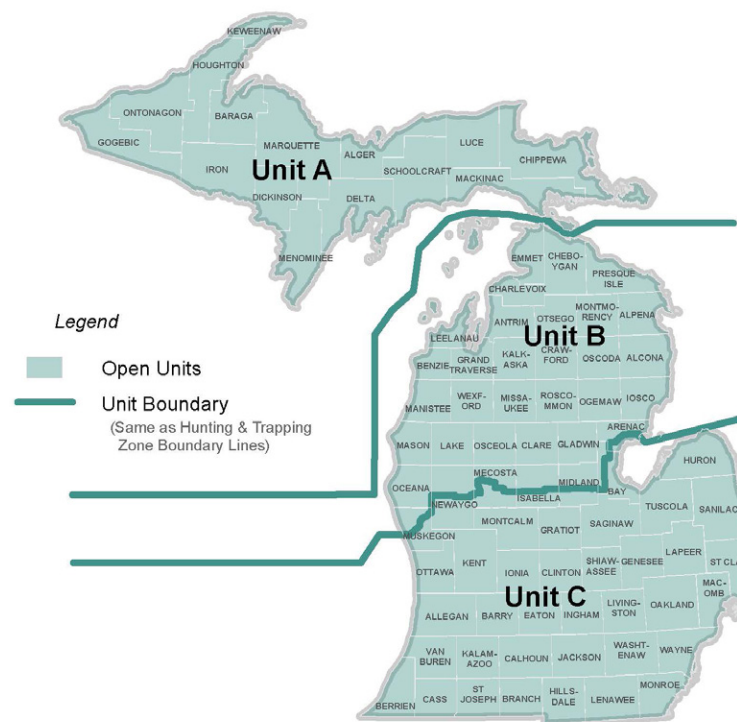 KEWEENAW
HOUGHTON
ONTONAGON
BARAGA
GOGEBIC
MARQUETTE
ALGER
LUCE
CHIPPEWA
IRON
Unit A
SCHOOLCRAFT
MACKINAC
DICKINSON
DELTA
MENOMINEE
EMMET
CHEBO-
YGAN
PRESQUE
ISLE
CHARLEVOIX
Legend
ANTRIM
OTSEGO
MONTMO-
RENCY
ALPENA
LEELANAU
Unit B
Open Units
BENZIE
GRAND
TRAVERSE
KALK-
ASKA
CRAW-
FORD
OSCODA
ALCONA
Unit Boundary
(Same as Hunting & Trapping
Zone Boundary Lines)
MANISTEE
WEXF-
ORD
MISSA-
UKEE
ROSC-
OMMON
OGEMAW
IOSCO
ARENAC
MASON
LAKE
OSCEOLA
CLARE
GLADWIN
HURON
OCEANA
NEWAYGO
MECOSTA
ISABELLA
MIDLAND
BAY
TUSCOLA
SANILAC
MUSKEGON
MONTCALM
GRATIOT
SAGINAW
OTTAWA
KENT
IONIA
CLINTON
SHIAW-
ASSEE
GENESEE
LAPEER
ST CLA
Unit C
ALLEGAN
BARRY
EATON
INGHAM
LIVING-
STON
OAKLAND
MAC-
OMB
VAN
BUREN
KALAM-
AZOO
CALHOUN
JACKSON
WASHT-
ENAW
WAYNE
BERRIEN
CASS
ST
JOSEPH
BRANCH
HILLS-
DALE
LENAWEE
MONROE